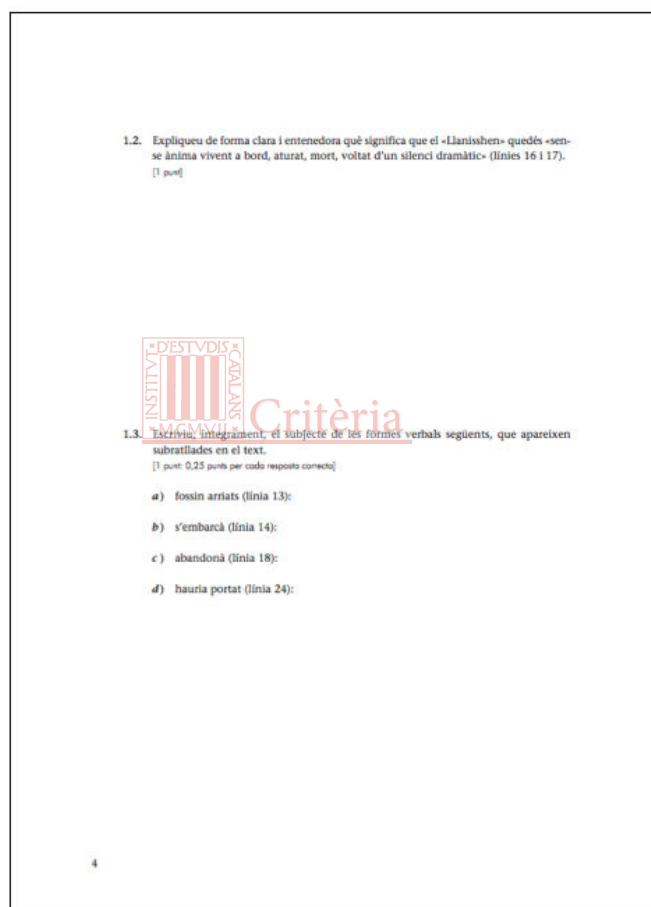 1.2. Expliqueu de forma clara i entenedora què significa que el «Llanisshen» quedés «sen-
se ànima vivent a bord, aturat, mort, voltat d'un silenci dramàtic» (línies 16 i 17).
[1 punt]
INSTITVT D'ESTVDIS CATALANS
MCMVII
Critèria
1.3. Escriviu, íntegrament, el subjecte de les formes verbals següents, que apareixen
subratllades en el text.
[1 punt: 0,25 punts per cada resposta correcta]
a) fossin arriats (línia 13):
b) s'embarcà (línia 14):
c) abandonà (línia 18):
d) hauria portat (línia 24):
4